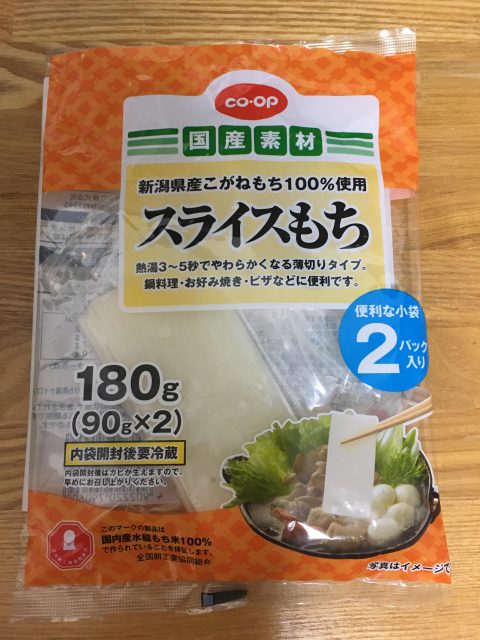 CO·OP
国産素材
新潟県産こがねもち100%使用
スライスもち
熱湯3〜5秒でやわらかくなる薄切りタイプ。
鍋料理・お好み焼き・ピザなどに便利です。
便利な小袋
2パック入り
180g
(90g×2)
内袋開封後要冷蔵
内袋開封後はカビが生えますので、
早めにお召し上がりください。
このマークの製品は
国内産水稲もち米100%
で作られていることを保証します。
全国餅工業協同組合
写真はイメージで